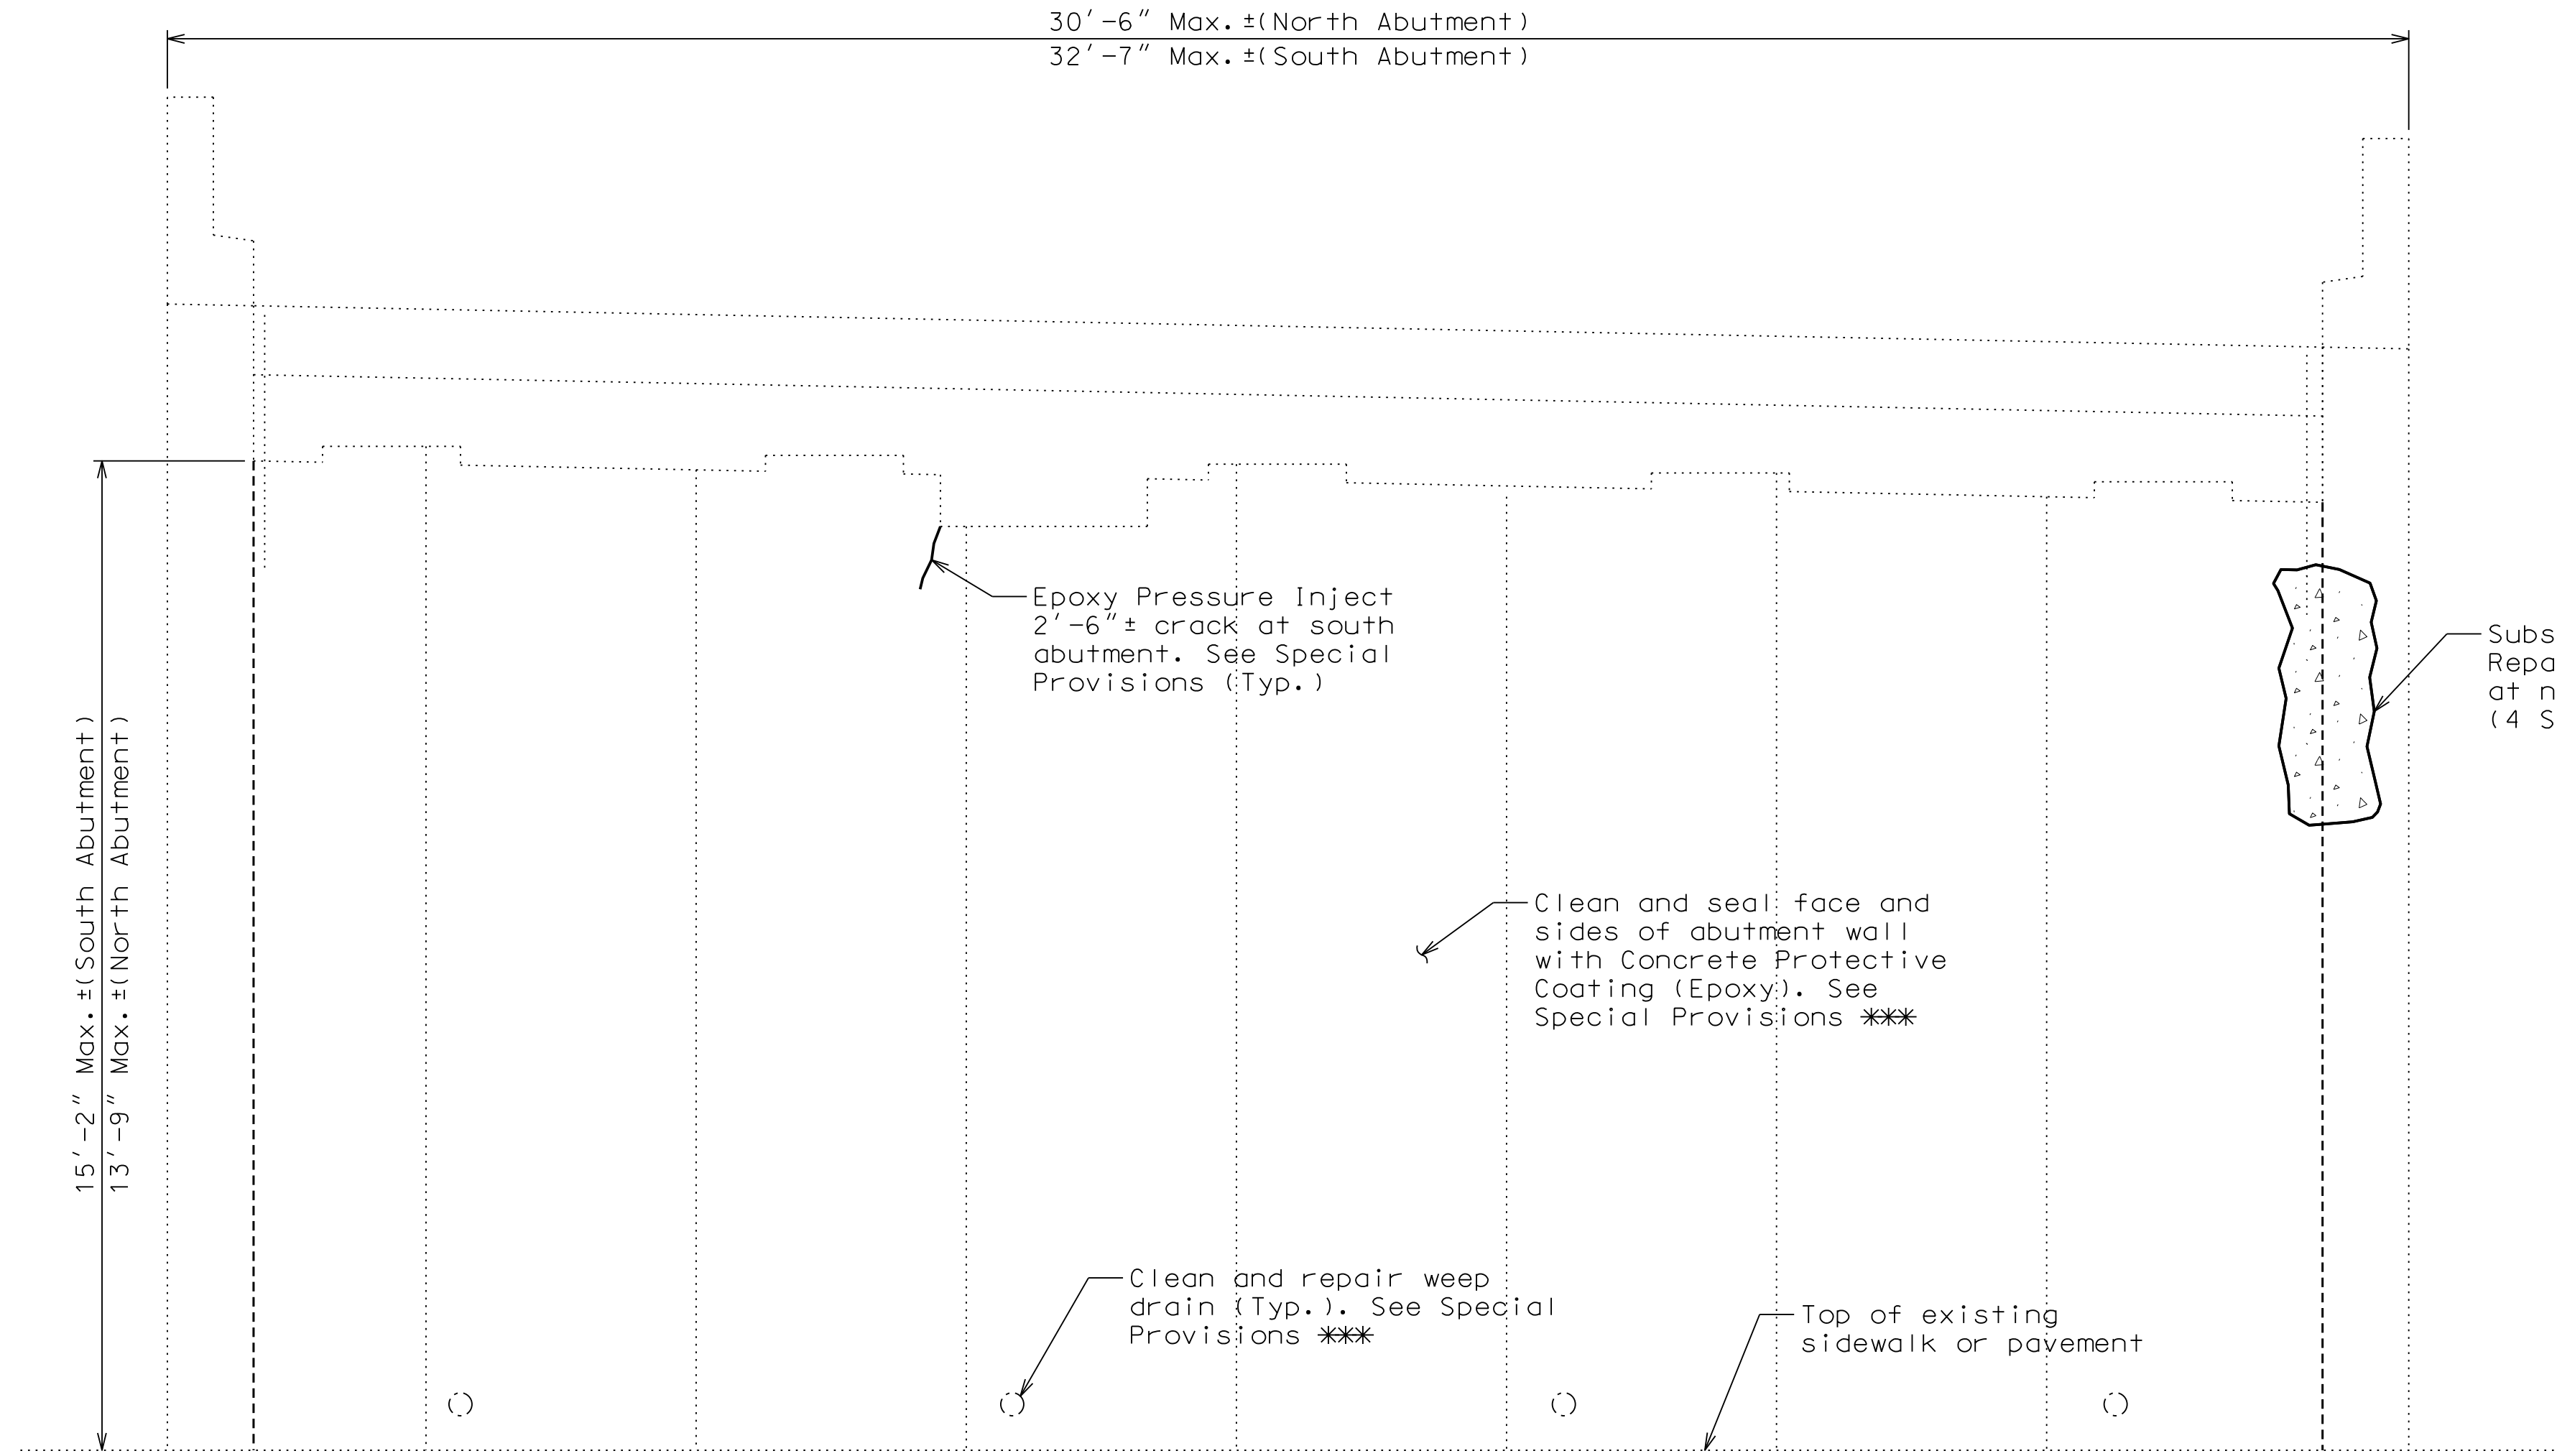 30'-6" Max.±(North Abutment)
32'-7" Max.±(South Abutment)
15'-2" Max.±(South Abutment)
13'-9" Max.±(North Abutment)
Epoxy Pressure Inject
2'-6"± crack at south
abutment. See Special
Provisions (Typ.)
Subs
Repa
at n
(4 S
Clean and seal face and
sides of abutment wall
with Concrete Protective
Coating (Epoxy). See
Special Provisions ***
Clean and repair weep
drain (Typ.). See Special
Provisions ***
Top of existing
sidewalk or pavement